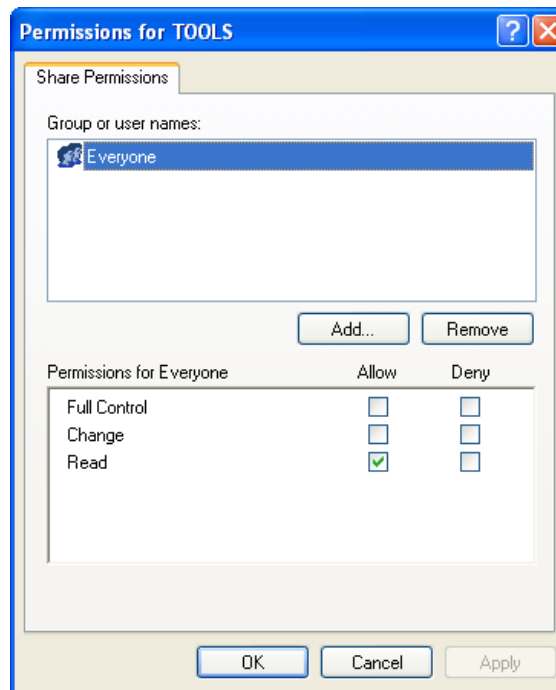 Permissions for TOOLS ?
Share Permissions
Group or user names:
Everyone
Add... Remove
Permissions for Everyone Allow Deny
Full Control
Change
Read
OK Cancel Apply